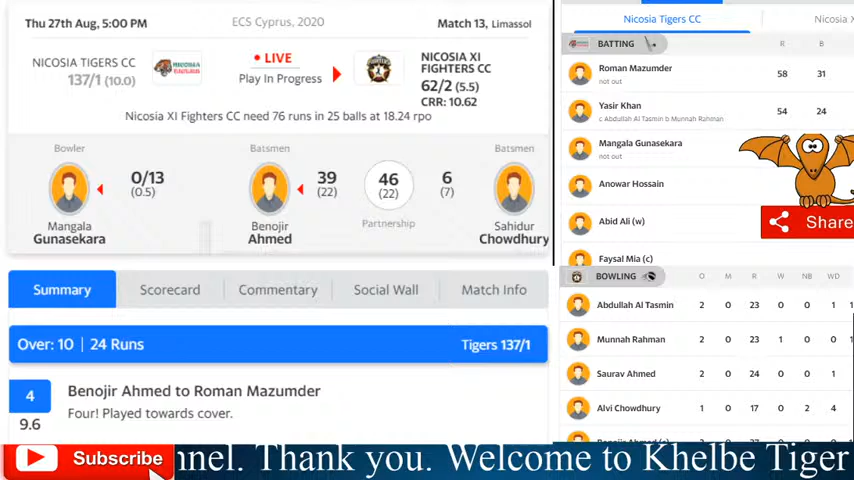 Thu 27th Aug, 5:00 PM
ECS Cyprus, 2020
Match 13, Limassol
NICOSIA TIGERS CC
137/1 (10.0)
NICOSIA TIGERS
• LIVE
Play In Progress
NICOSIA XI
FIGHTERS CC
62/2 (5.5)
CRR: 10.62
Nicosia XI Fighters CC need 76 runs in 25 balls at 18.24 rpo
Bowler
0/13
(0.5)
Mangala
Gunasekara
Batsmen
39
(22)
Benojir
Ahmed
46
(22)
Partnership
6
(7)
Batsmen
Sahidur
Chowdhury
Summary
Scorecard
Commentary
Social Wall
Match Info
Over: 10 | 24 Runs
Tigers 137/1
4
9.6
Benojir Ahmed to Roman Mazumder
Four! Played towards cover.
Nicosia Tigers CC
Nicosia X
BATTING R B
Roman Mazumder 58 31
not out
Yasir Khan 54 24
c Abdullah Al Tasmin b Munnah Rahman
Mangala Gunasekara
not out
Anowar Hossain
Abid Ali (w)
Faysal Mia (c)
Share
BOWLING O M R W NB WD
Abdullah Al Tasmin 2 0 23 0 0 1 1
Munnah Rahman 2 0 23 1 0 0 1
Saurav Ahmed 2 0 24 0 0 1
Alvi Chowdhury 1 0 17 0 2 4
Subscribe
nnel. Thank you. Welcome to Khelbe Tiger